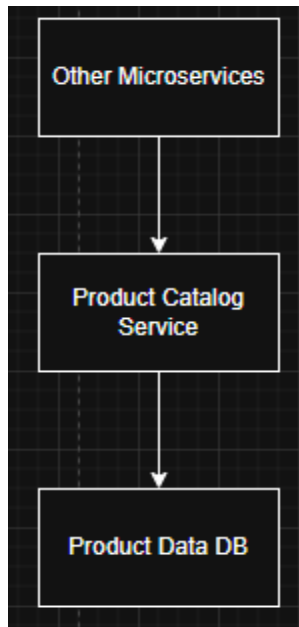 Other Microservices
Product Catalog
Service
Product Data DB